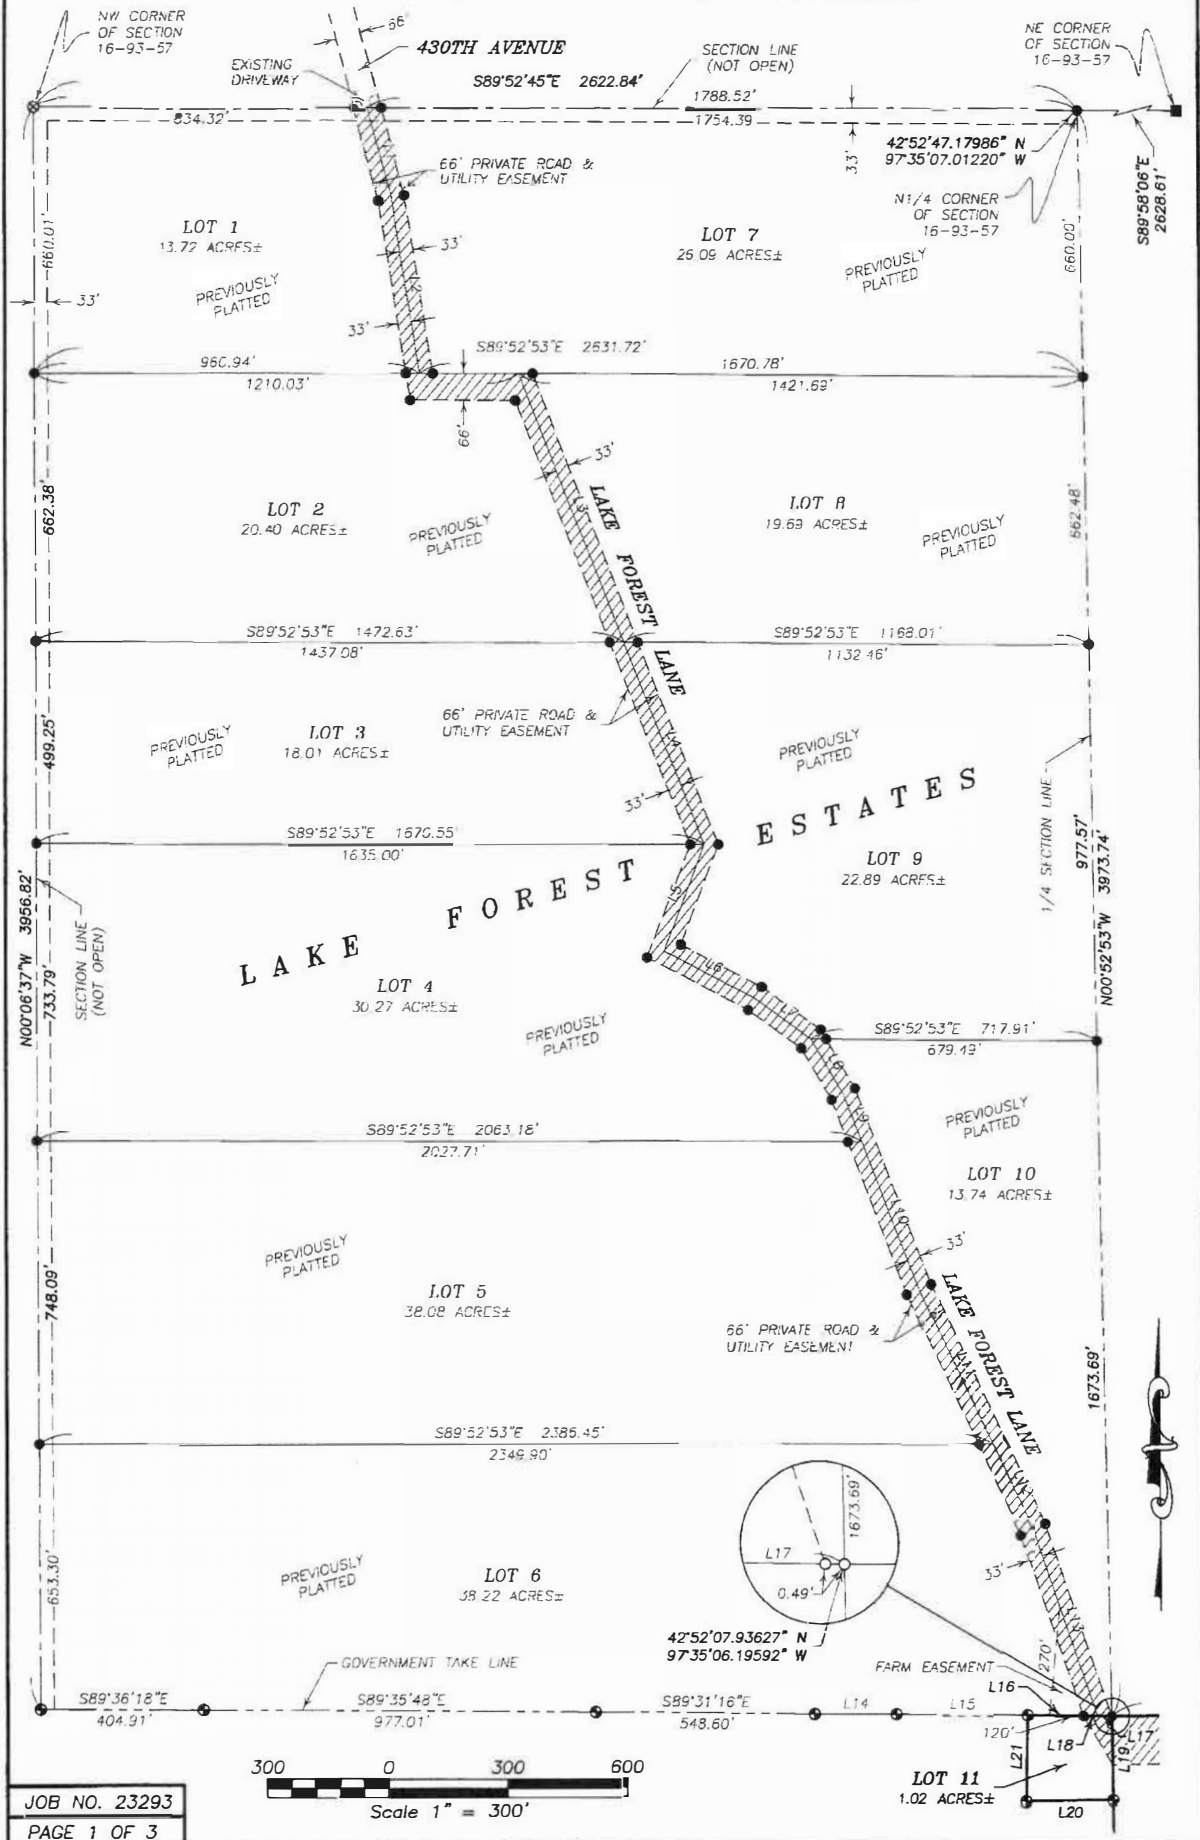 NW CORNER
OF SECTION
16-93-57
66'
33'
430TH AVENUE
EXISTING
DRIVEWAY
SECTION LINE
(NOT OPEN)
NE CORNER
OF SECTION
16-93-57
S89°52'45"E 2622.84'
1788.52'
834.32'
1754.39
33'
42°52'47.17986" N
97°35'07.01220" W
S89°58'06"E
2628.61'
66' PRIVATE ROAD &
UTILITY EASEMENT
N1/4 CORNER
OF SECTION
16-93-57
LOT 1
13.72 ACRES±
PREVIOUSLY
PLATTED
660.01'
33'
33'
33'
LOT 7
26.09 ACRES±
PREVIOUSLY
PLATTED
660.00'
960.94'
1210.03'
S89°52'53"E 2631.72'
1670.78'
1421.69'
66'
33'
662.38'
LOT 2
20.40 ACRES±
PREVIOUSLY
PLATTED
L3
LAKE FOREST LANE
LOT 8
19.69 ACRES±
PREVIOUSLY
PLATTED
662.48'
S89°52'53"E 1472.63'
1437.08'
S89°52'53"E 1168.01'
1132.46'
499.25'
PREVIOUSLY
PLATTED
LOT 3
18.01 ACRES±
66' PRIVATE ROAD &
UTILITY EASEMENT
L4
33'
PREVIOUSLY
PLATTED
S89°52'53"E 1670.55'
1635.00'
LAKE FOREST ESTATES
LOT 9
22.89 ACRES±
1/4 SECTION LINE
977.57'
N00°52'53"W 3973.74'
N00°06'37"W 3956.82'
733.79'
SECTION LINE
(NOT OPEN)
L5
L6
L7
LOT 4
30.27 ACRES±
PREVIOUSLY
PLATTED
S89°52'53"E 717.91'
679.49'
L8
L9
S89°52'53"E 2063.18'
2027.71'
PREVIOUSLY
PLATTED
LOT 10
13.74 ACRES±
L10
33'
748.09'
PREVIOUSLY
PLATTED
LOT 5
38.08 ACRES±
66' PRIVATE ROAD &
UTILITY EASEMENT
LAKE FOREST LANE
1673.69'
S89°52'53"E 2386.45'
2349.90'
653.30'
PREVIOUSLY
PLATTED
LOT 6
38.22 ACRES±
L17
1673.69'
0.49'
33'
L13
42°52'07.93627" N
97°35'06.19592" W
GOVERNMENT TAKE LINE
FARM EASEMENT
270'
L16
S89°36'18"E
404.91'
S89°35'48"E
977.01'
S89°31'16"E
548.60'
L14
L15
120'
L18
L17
L21
L19
LOT 11
1.02 ACRES±
L20
300 0 300 600
Scale 1" = 300'
JOB NO. 23293
PAGE 1 OF 3